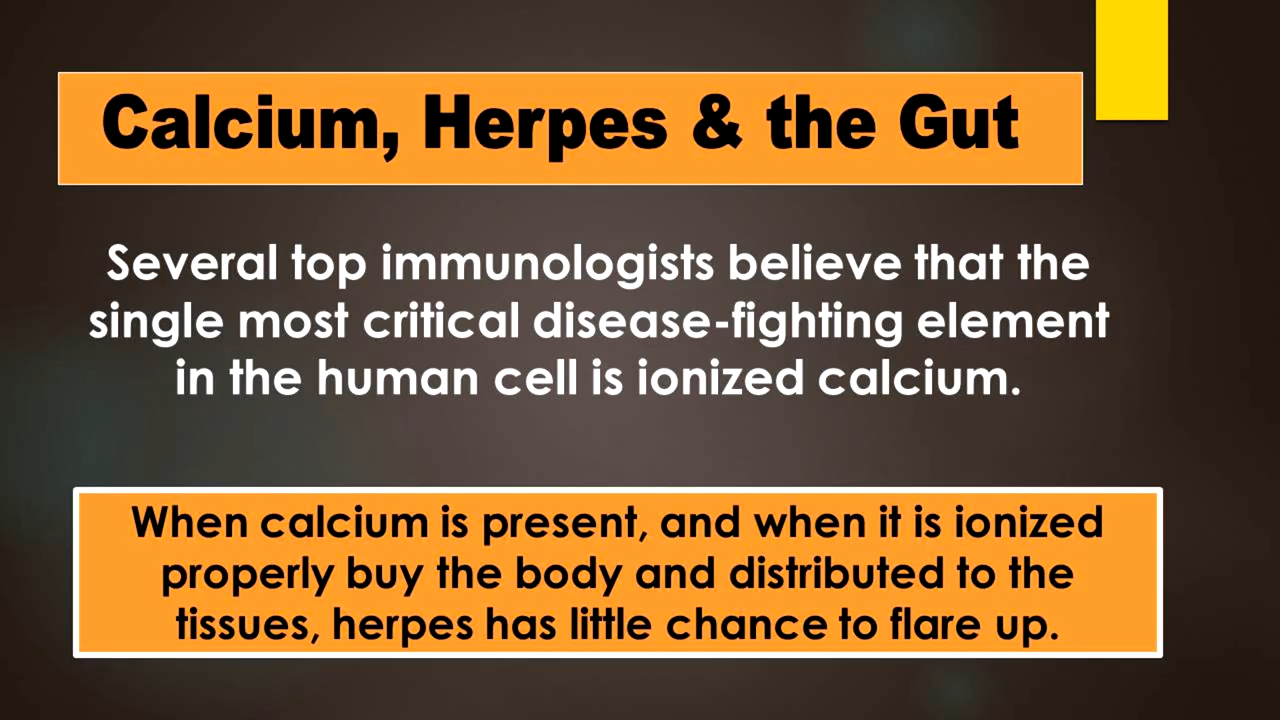 Calcium, Herpes & the Gut
Several top immunologists believe that the
single most critical disease-fighting element
in the human cell is ionized calcium.
When calcium is present, and when it is ionized
properly buy the body and distributed to the
tissues, herpes has little chance to flare up.